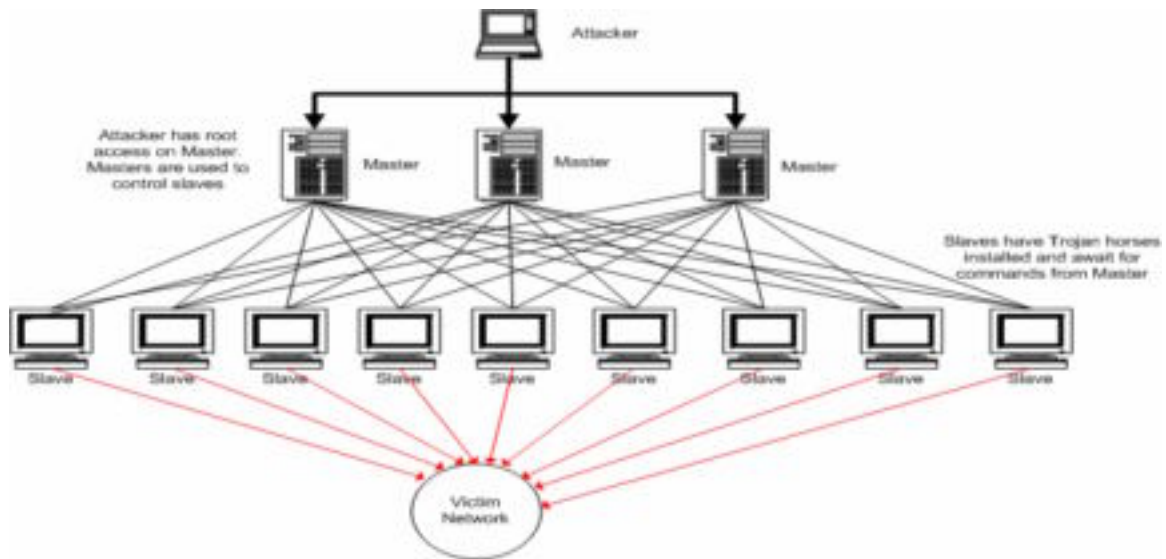 Attacker
Attacker has root
access on Master.
Masters are used to
control slaves
Master
Master
Master
Slaves have Trojan horses
installed and await for
commands from Master
Slave
Slave
Slave
Slave
Slave
Slave
Slave
Slave
Slave
Victim
Network